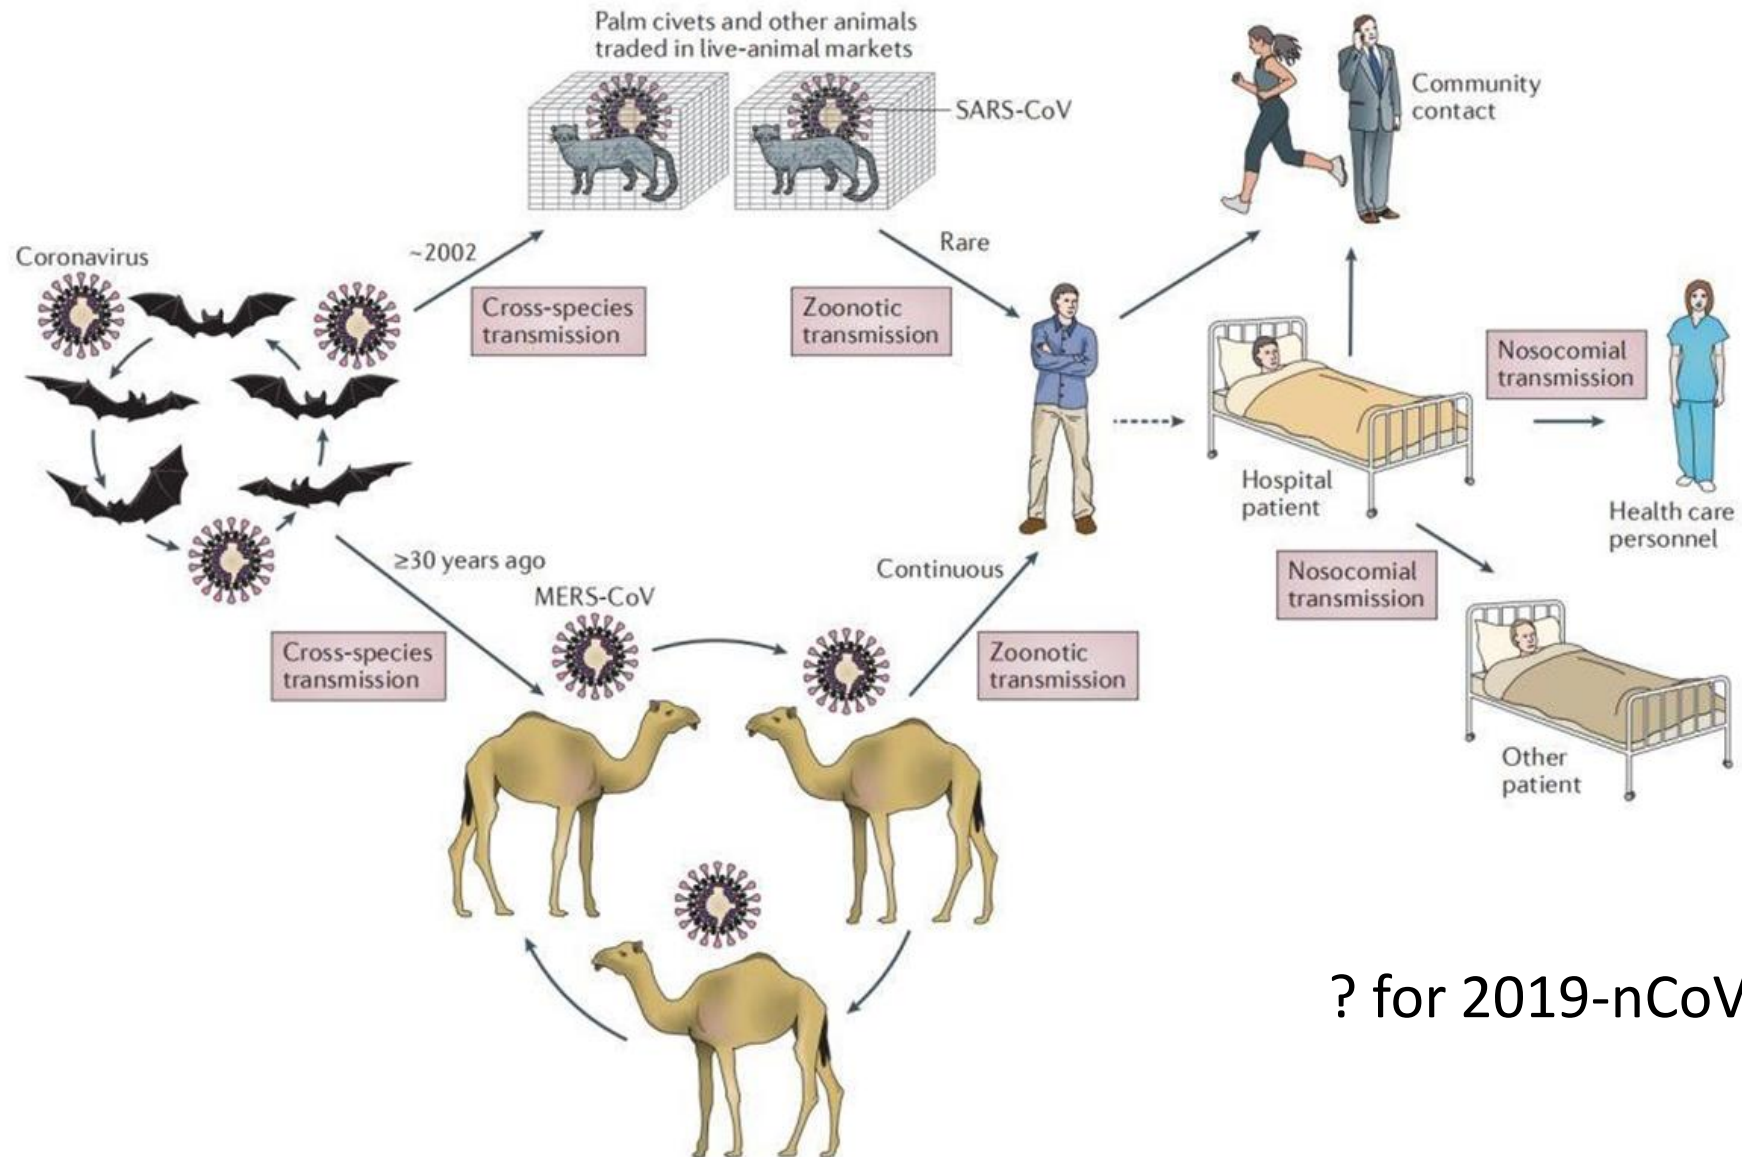 Palm civets and other animals
traded in live-animal markets
SARS-CoV
Community
contact
Coronavirus
~2002
Rare
Cross-species
transmission
Zoonotic
transmission
Nosocomial
transmission
Hospital
patient
Health care
personnel
≥30 years ago
MERS-CoV
Continuous
Nosocomial
transmission
Cross-species
transmission
Zoonotic
transmission
Other
patient
? for 2019-nCoV